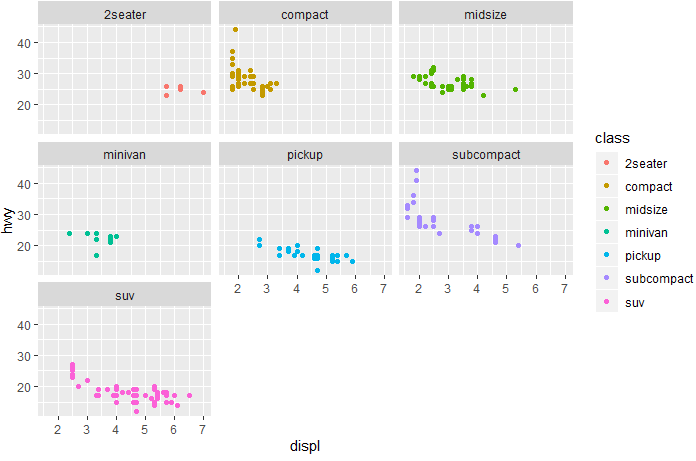 2seater compact midsize
40
30
20
minivan pickup subcompact
40
30
20
2 3 4 5 6 7 2 3 4 5 6 7
suv
40
30
20
2 3 4 5 6 7
hwy
displ
class
2seater
compact
midsize
minivan
pickup
subcompact
suv